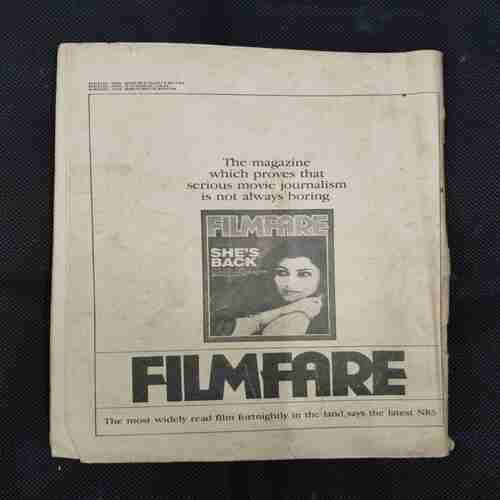 The magazine
which proves that
serious movie journalism
is not always boring
FILMFARE
SHE'S
BACK
FILMFARE
The most widely read film fortnightly in the land,says the latest NRS